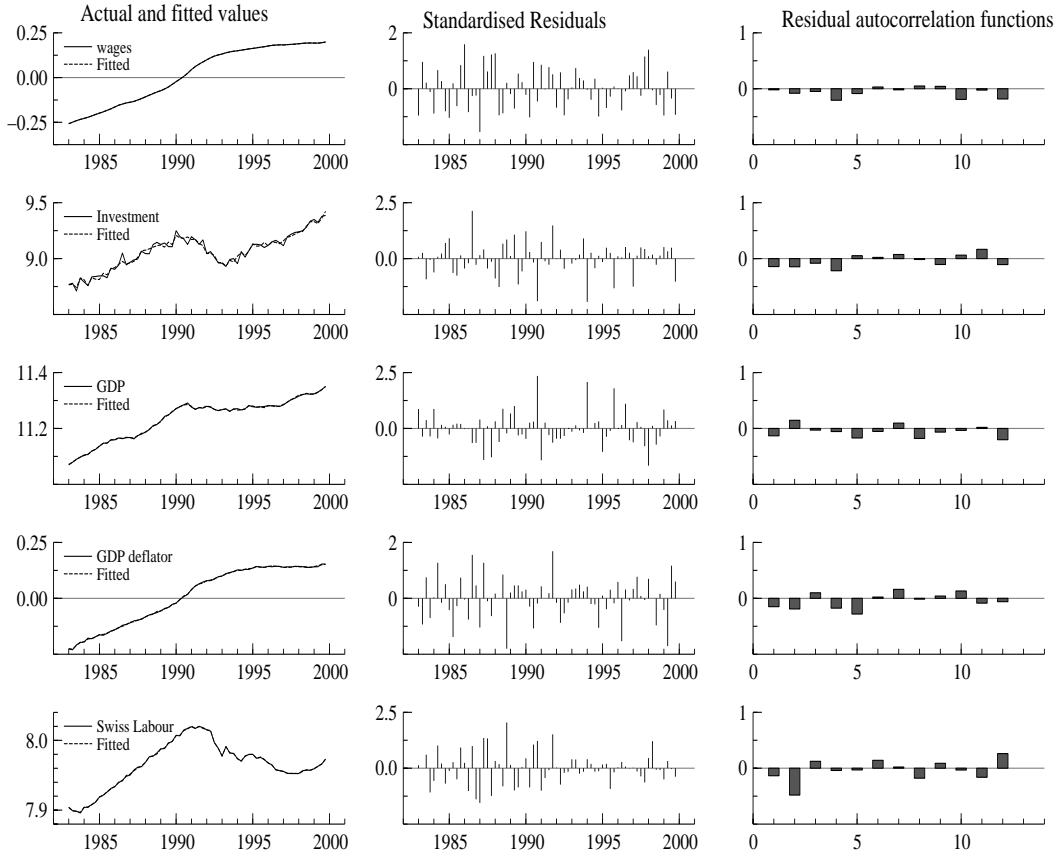 Actual and fitted values
Standardised Residuals
Residual autocorrelation functions
0.25
0.00
−0.25
wages
Fitted
1985 1990 1995 2000
2
0
1985 1990 1995 2000
1
0
0 5 10
9.5
9.0
Investment
Fitted
1985 1990 1995 2000
2.5
0.0
1985 1990 1995 2000
1
0
0 5 10
11.4
11.2
GDP
Fitted
1985 1990 1995 2000
2.5
0.0
1985 1990 1995 2000
1
0
0 5 10
0.25
0.00
GDP deflator
Fitted
1985 1990 1995 2000
2
0
1985 1990 1995 2000
1
0
0 5 10
8.0
7.9
Swiss Labour
Fitted
1985 1990 1995 2000
2.5
0.0
1985 1990 1995 2000
1
0
0 5 10